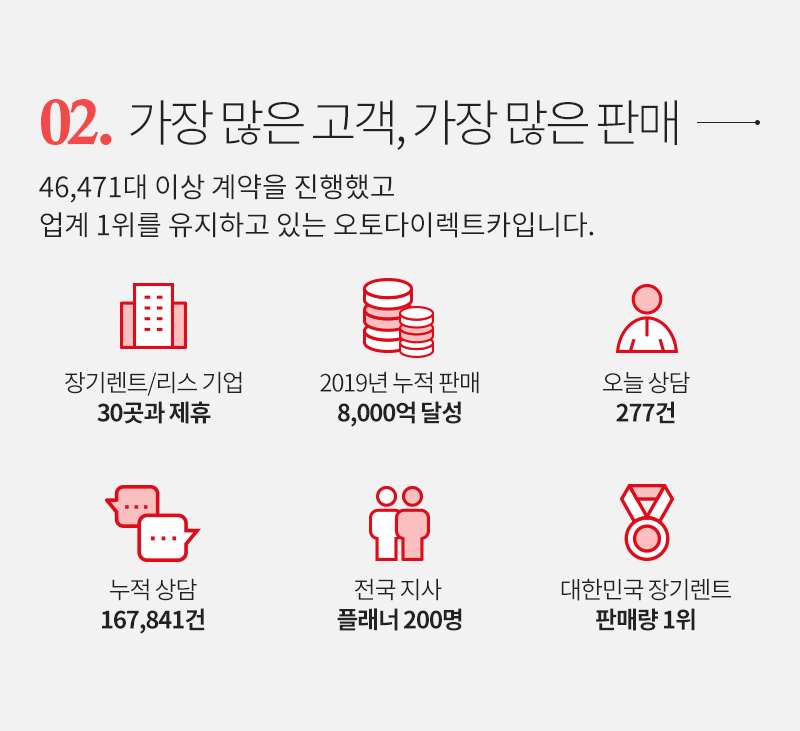 02. 가장 많은 고객, 가장 많은 판매
46,471대 이상 계약을 진행했고
업계 1위를 유지하고 있는 오토다이렉트카입니다.
장기렌트/리스 기업
30곳과 제휴
2019년 누적 판매
8,000억 달성
오늘 상담
277건
누적 상담
167,841건
전국 지사
플래너 200명
대한민국 장기렌트
판매량 1위